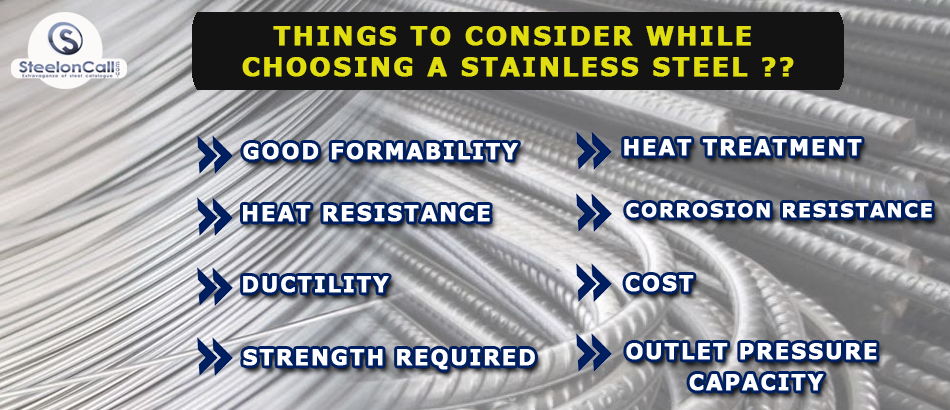 SteelonCall
.com
Extravaganza of steel catalogue
THINGS TO CONSIDER WHILE
CHOOSING A STAINLESS STEEL ??
GOOD FORMABILITY
HEAT RESISTANCE
DUCTILITY
STRENGTH REQUIRED
HEAT TREATMENT
CORROSION RESISTANCE
COST
OUTLET PRESSURE
CAPACITY